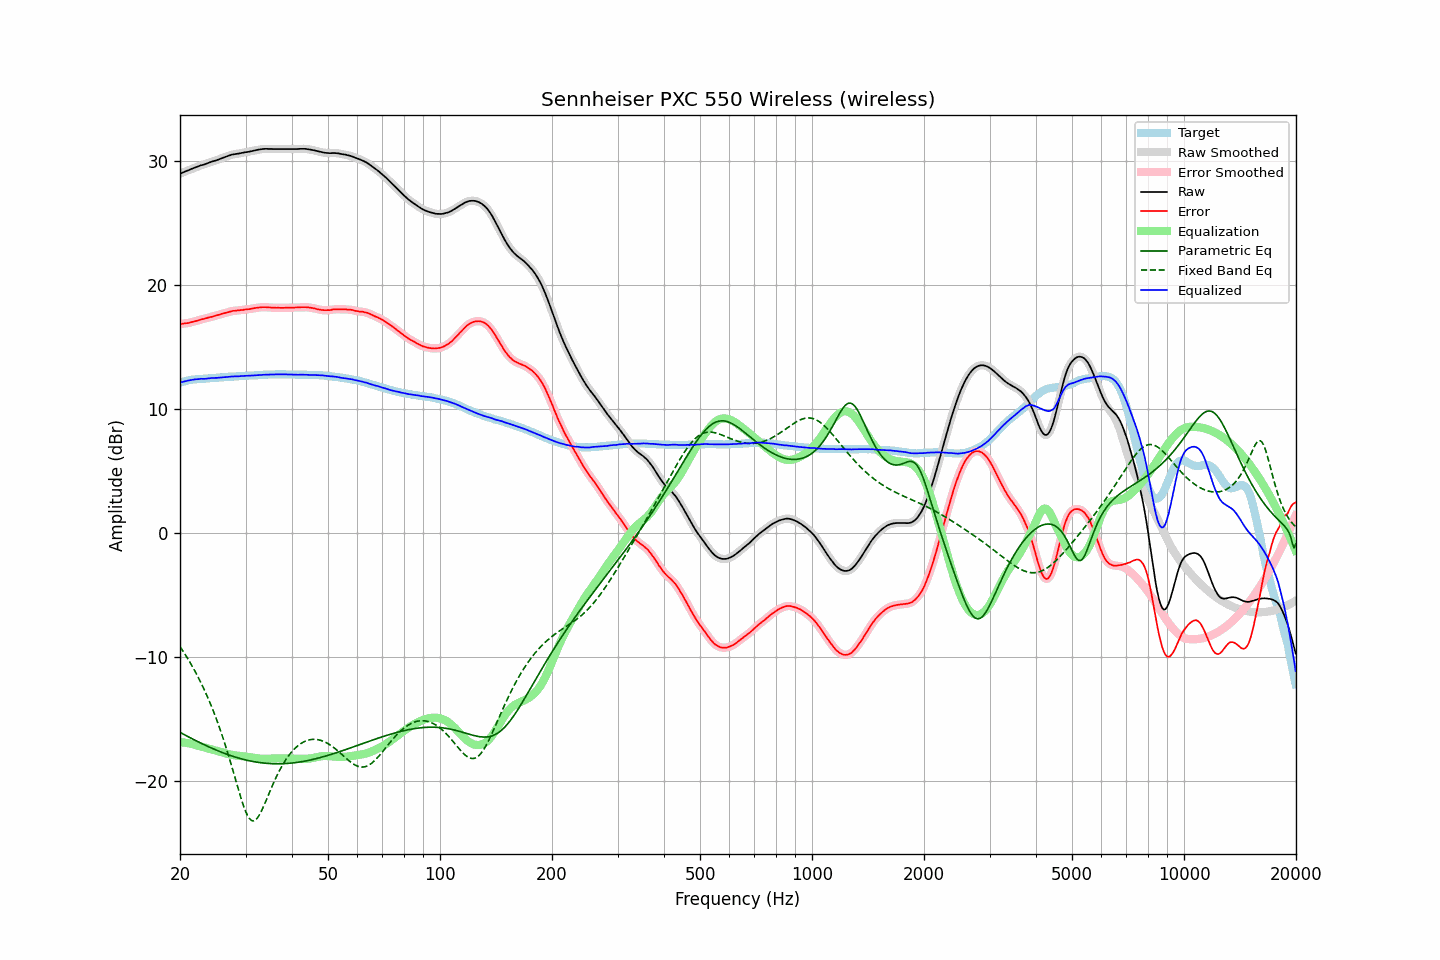 Sennheiser PXC 550 Wireless (wireless)
Amplitude (dBr)
30
20
10
0
−10
−20
Target
Raw Smoothed
Error Smoothed
Raw
Error
Equalization
Parametric Eq
Fixed Band Eq
Equalized
20 50 100 200 500 1000 2000 5000 10000 20000
Frequency (Hz)